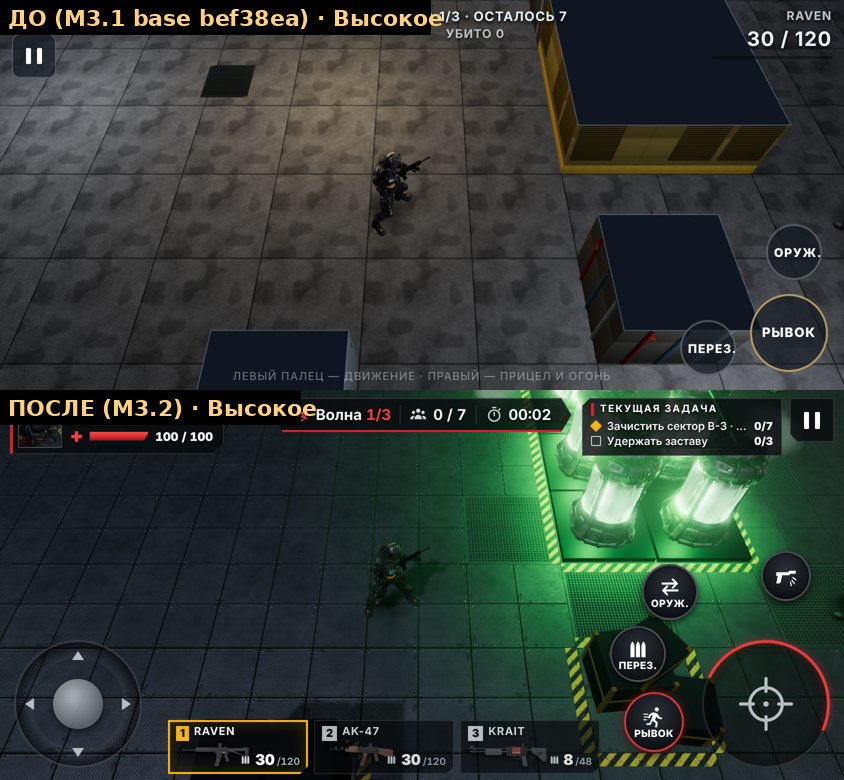 ДО (М3.1 base bef38ea) · Высокое
1/3 · ОСТАЛОСЬ 7
УБИТО 0
RAVEN
30 / 120
ОРУЖ.
РЫВОК
ПЕРЕЗ.
ЛЕВЫЙ ПАЛЕЦ — ДВИЖЕНИЕ · ПРАВЫЙ — ПРИЦЕЛ И ОГОНЬ
ПОСЛЕ (М3.2) · Высокое
Волна 1/3
0 / 7
00:02
ТЕКУЩАЯ ЗАДАЧА
Зачистить сектор В-3 · ... 0/7
Удержать заставу 0/3
100 / 100
ОРУЖ.
ПЕРЕЗ.
РЫВОК
1 RAVEN
30 /120
2 АК-47
30 /120
3 KRAIT
8 /48